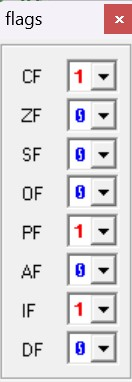 flags
CF 1
ZF 0
SF 0
OF 0
PF 1
AF 0
IF 1
DF 0